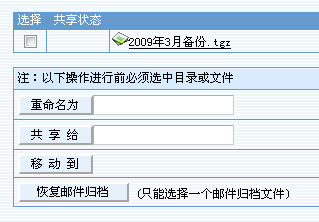 选择 共享状态
2009年3月备份.tgz
注：以下操作进行前必须选中目录或文件
重命名为
共 享 给
移 动 到
恢复邮件归档 (只能选择一个邮件归档文件)